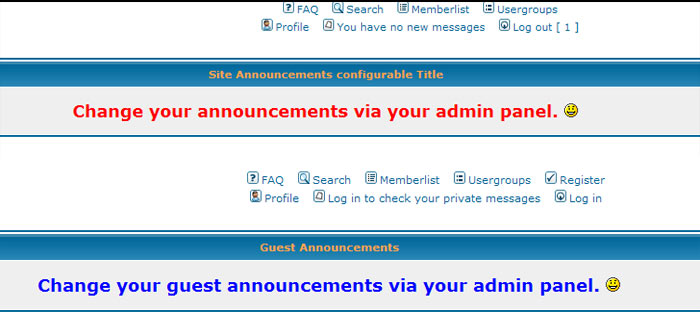 FAQ Search Memberlist Usergroups
Profile You have no new messages Log out [ 1 ]
Site Announcements configurable Title
Change your announcements via your admin panel.
FAQ Search Memberlist Usergroups Register
Profile Log in to check your private messages Log in
Guest Announcements
Change your guest announcements via your admin panel.